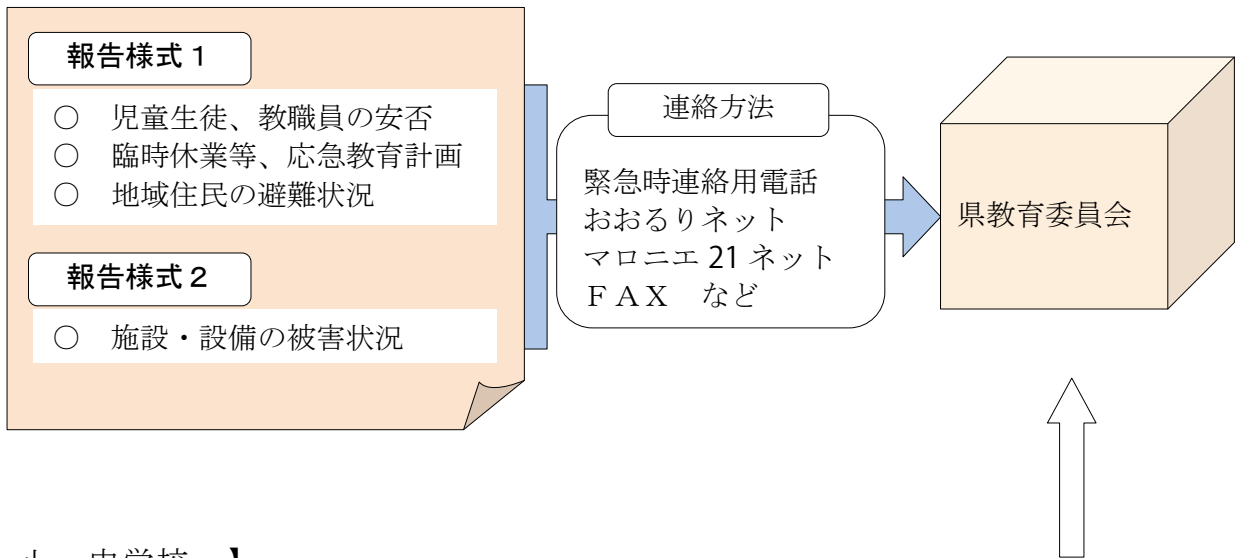 報告様式１
○　児童生徒、教職員の安否
○　臨時休業等、応急教育計画
○　地域住民の避難状況
報告様式２
○　施設・設備の被害状況
連絡方法
緊急時連絡用電話
おおるりネット
マロニエ 21 ネット
ＦＡＸ　など
県教育委員会